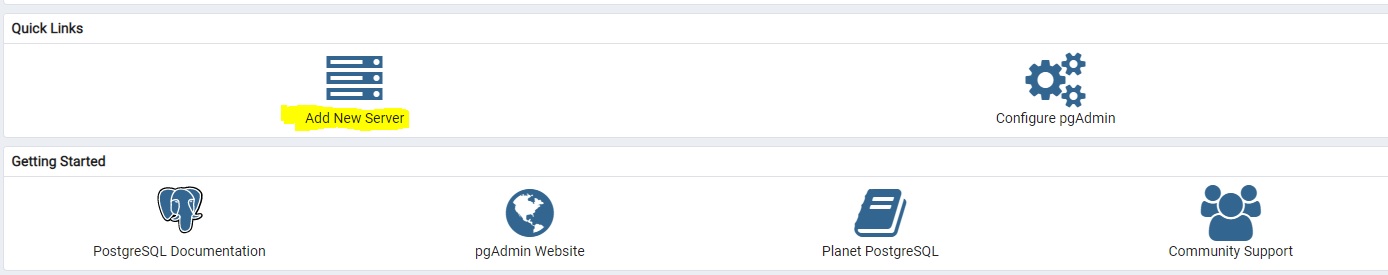 Quick Links
Add New Server
Configure pgAdmin
Getting Started
PostgreSQL Documentation
pgAdmin Website
Planet PostgreSQL
Community Support